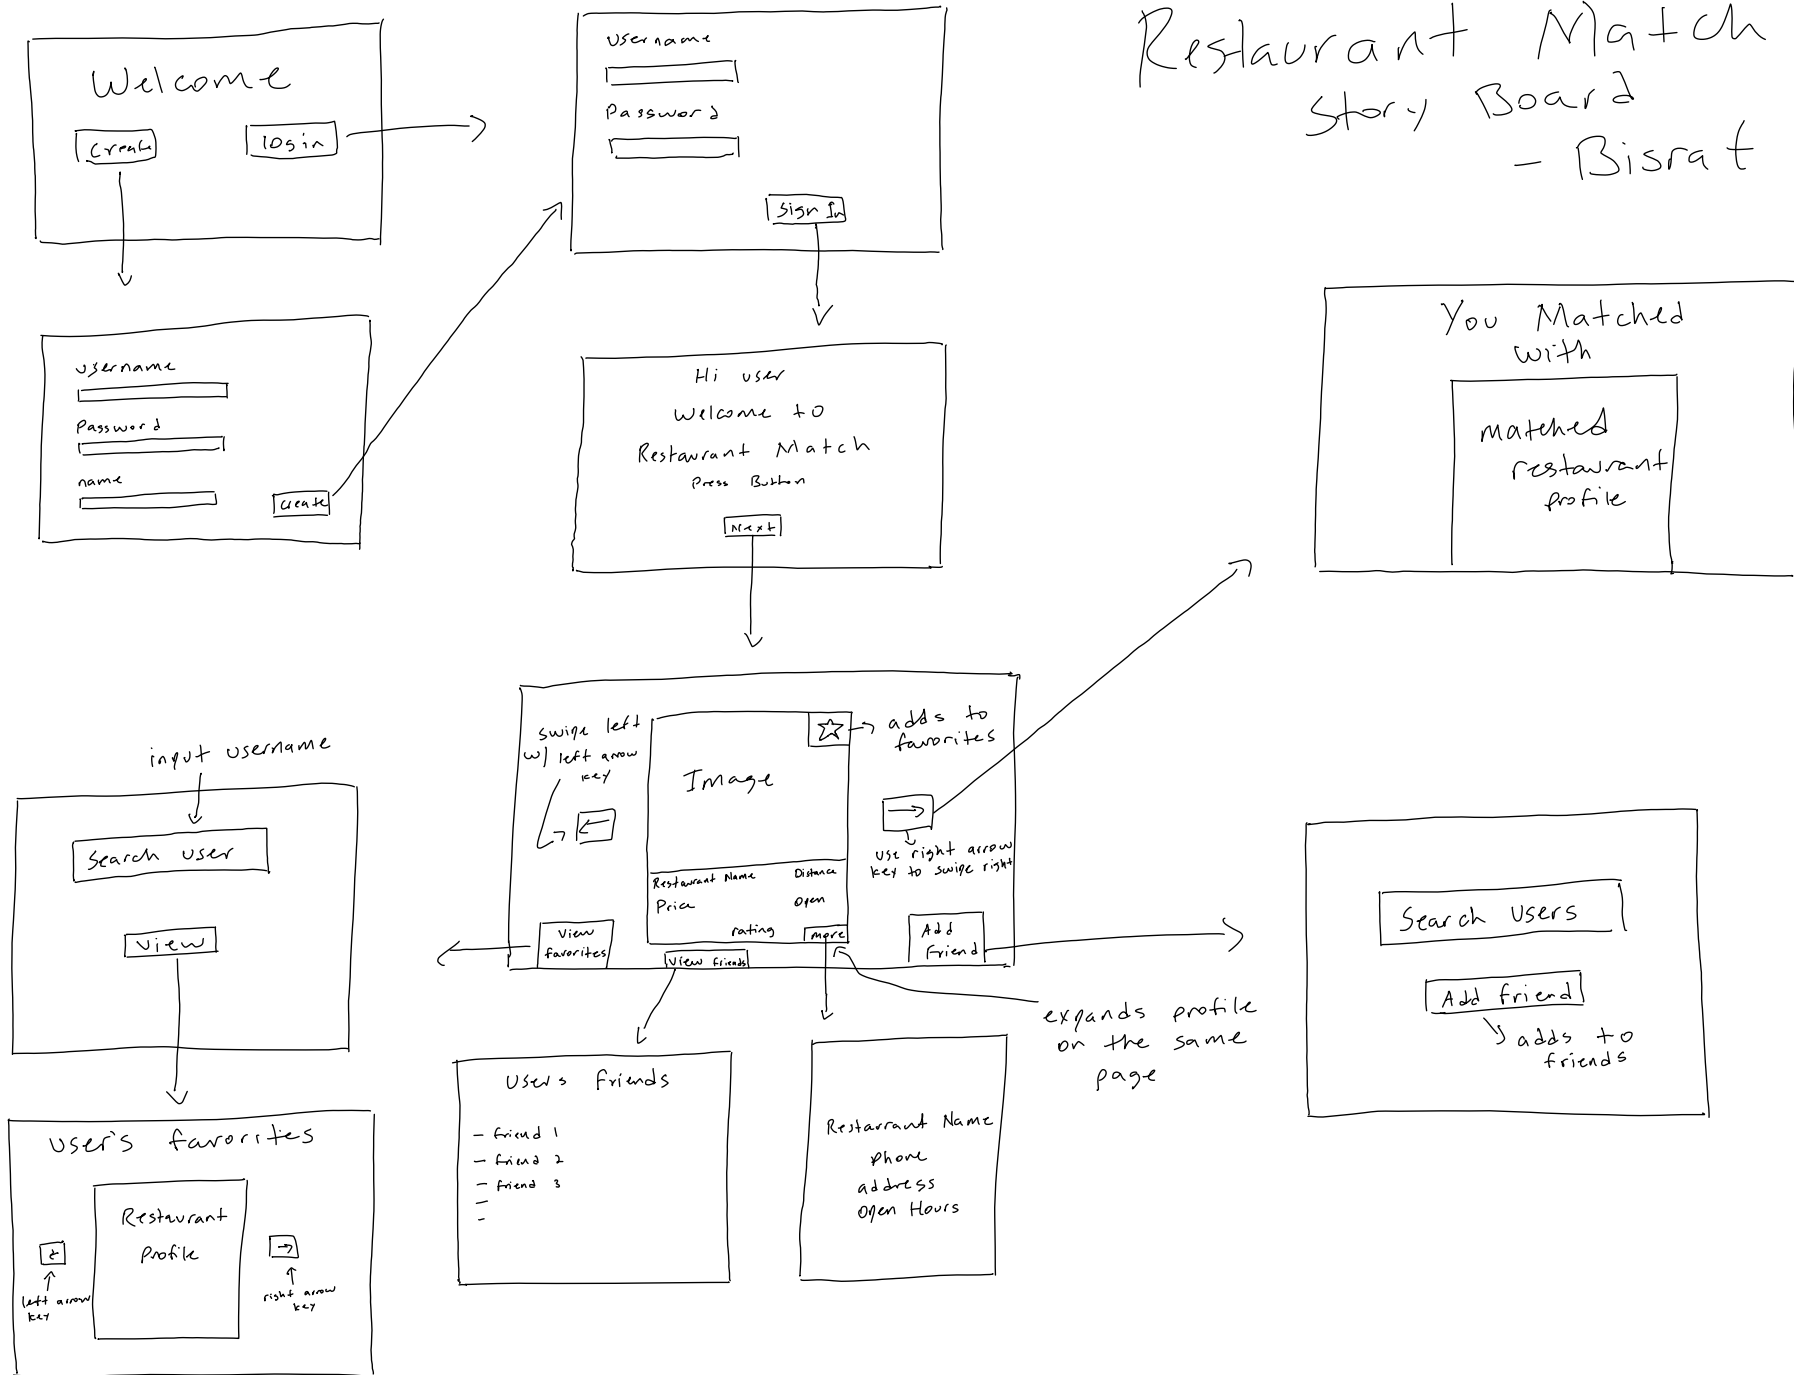 Restaurant Match
Story Board
- Bisrat
Welcome
Create
login
username
Password
Sign In
username
Password
name
Create
Hi user
Welcome to
Restaurant Match
Press Button
Next
You Matched
with
matched
restaurant
profile
swipe left
w/ left arrow
key
Image
adds to
favorites
use right arrow
key to swipe right
Restaurant Name
Distance
Price
Open
rating
more
View
favorites
View friends
Add
Friend
expands profile
on the same
page
input username
Search user
View
User's favorites
Restaurant
Profile
left arrow
key
right arrow
key
Users Friends
- friend 1
- friend 2
- friend 3
-
-
Restarrant Name
phone
address
Open Hours
Search Users
Add friend
adds to
friends